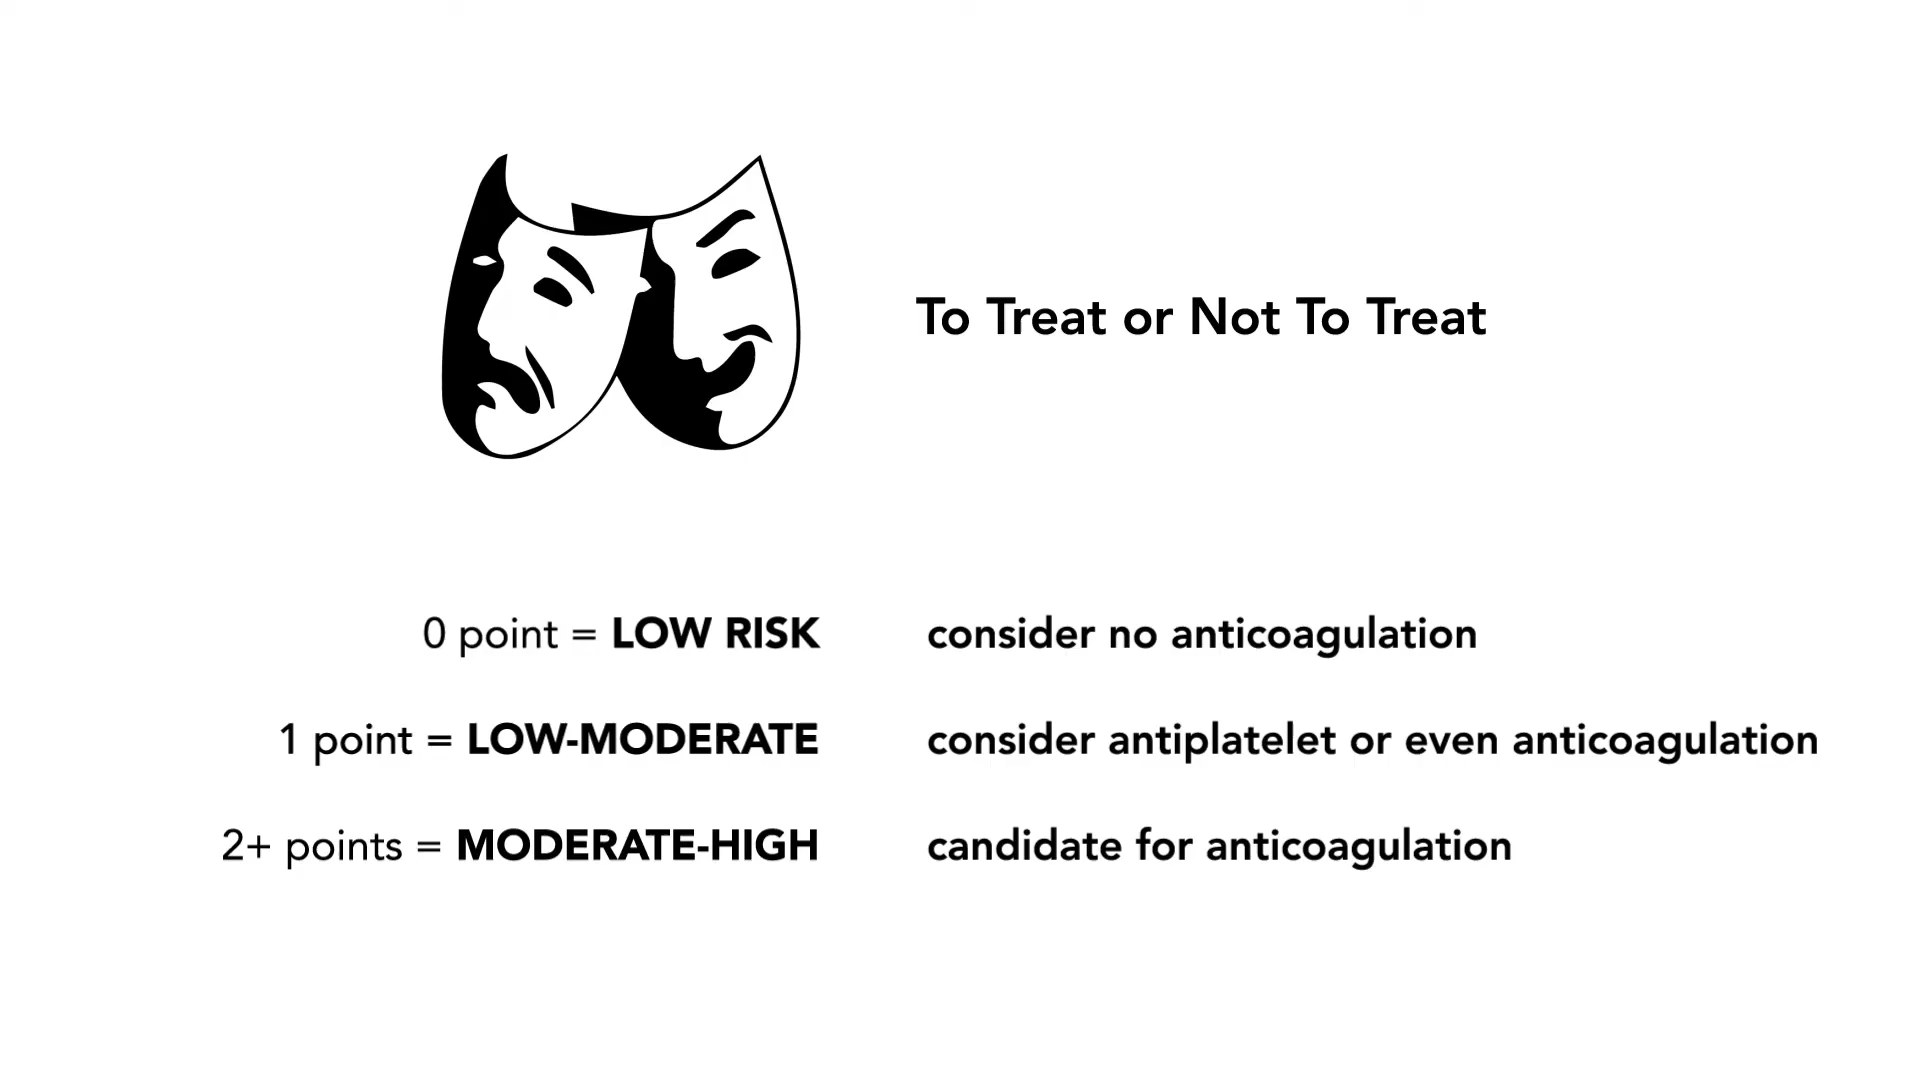 To Treat or Not To Treat
0 point = LOW RISK consider no anticoagulation
1 point = LOW-MODERATE consider antiplatelet or even anticoagulation
2+ points = MODERATE-HIGH candidate for anticoagulation